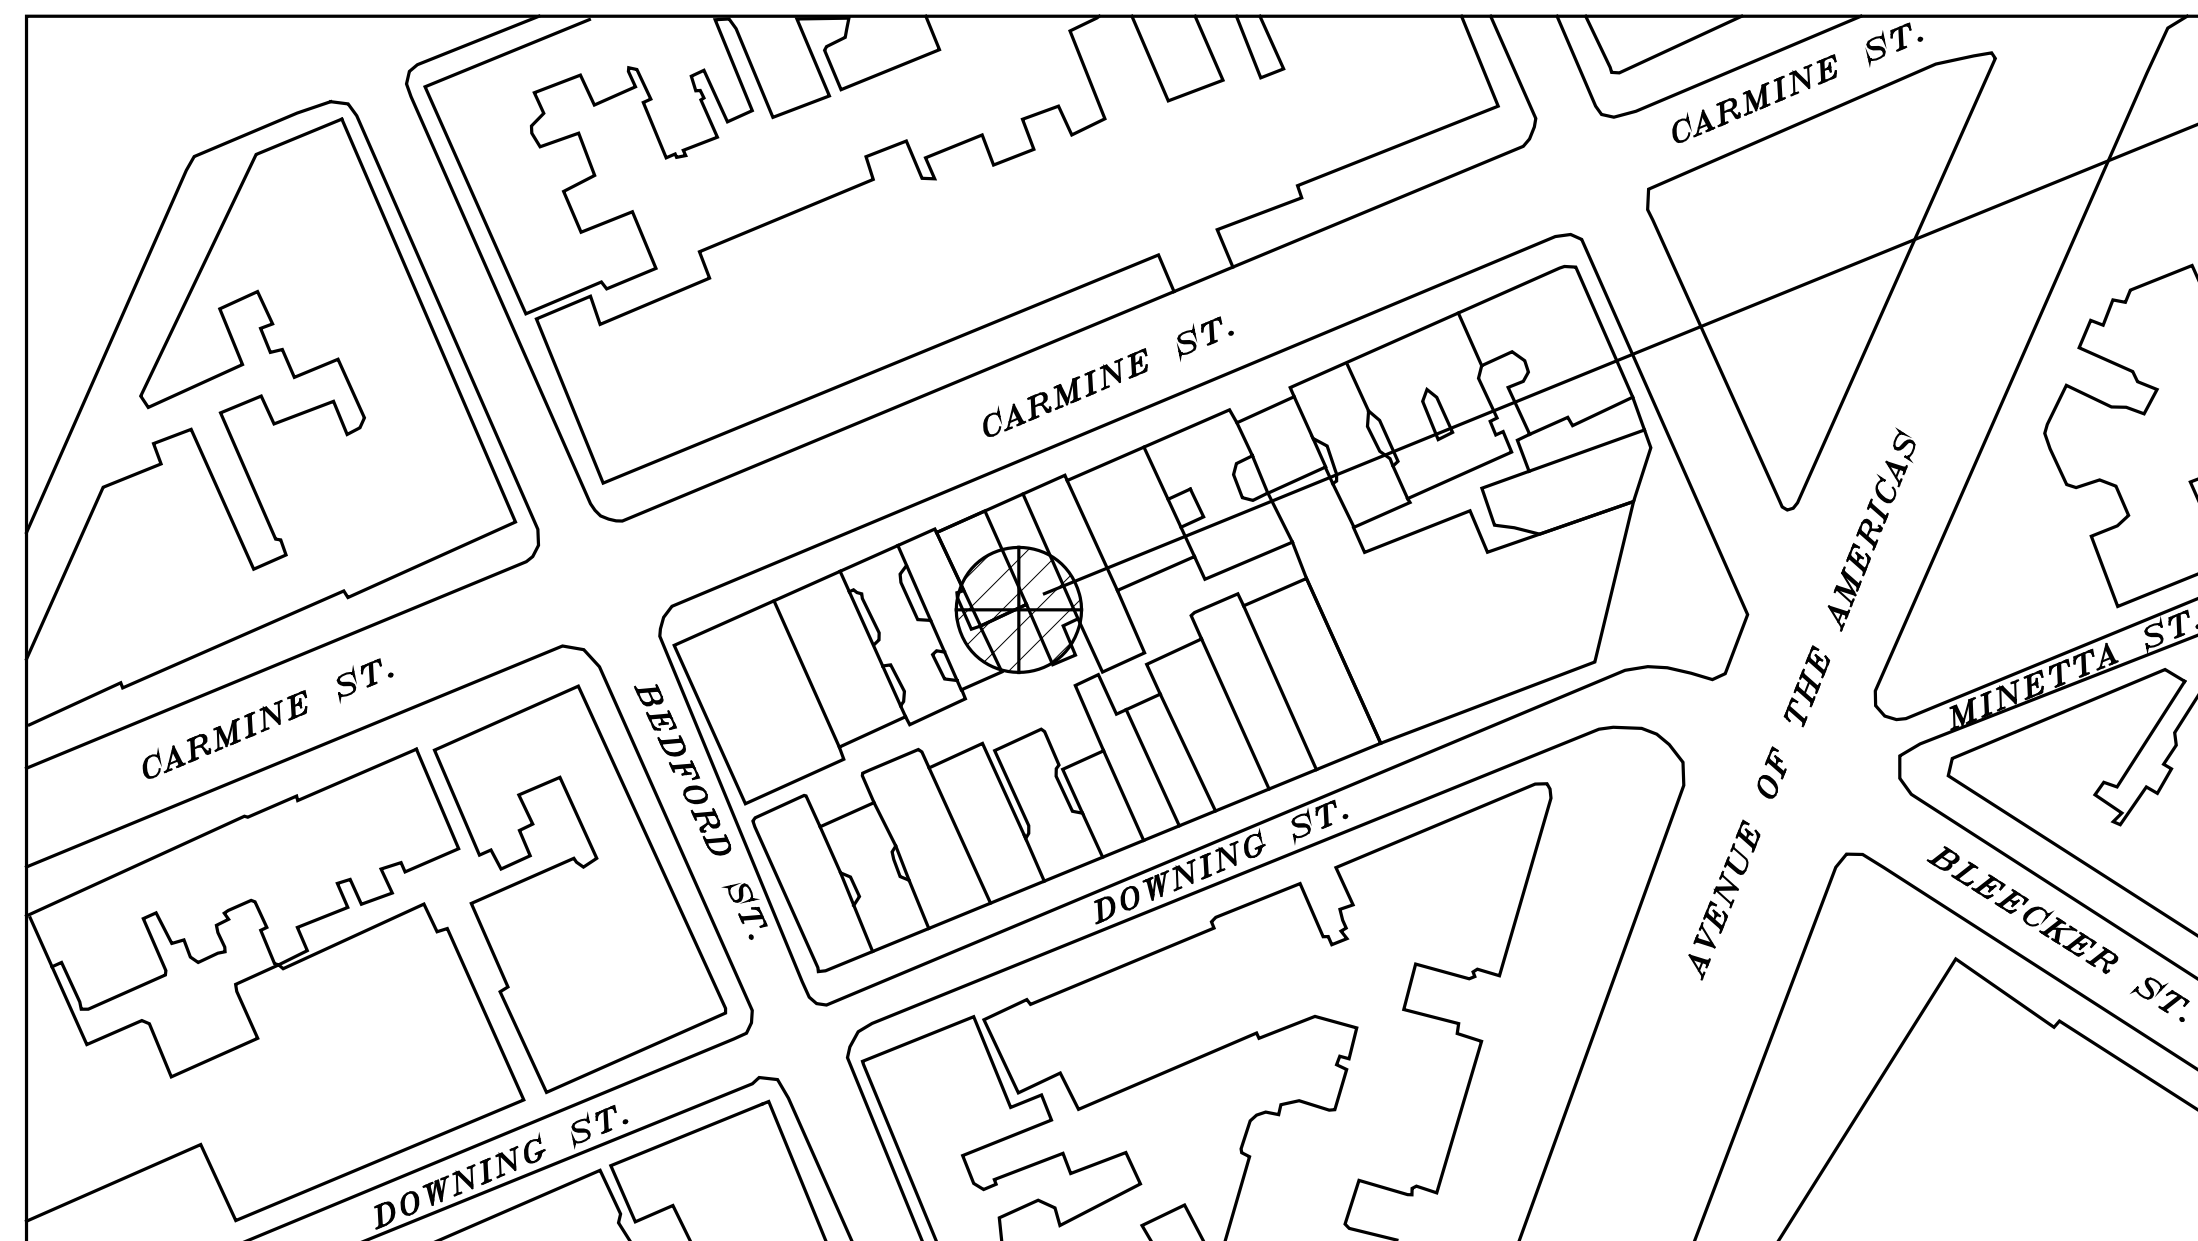 CARMINE ST.
CARMINE ST.
CARMINE ST.
BEDFORD ST.
AVENUE OF THE AMERICAS
MINETTA ST.
DOWNING ST.
BLEECKER ST.
DOWNING ST.